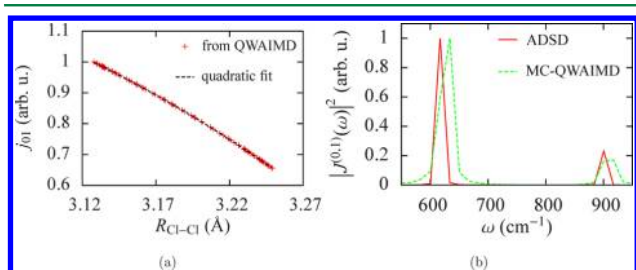 j₀₁ (arb. u.)
1.1
1
0.9
0.8
0.7
0.6
+ from QWAIMD
---- quadratic fit
3.12 3.17 3.22 3.27
R_Cl–Cl (Å)
(a)
|J^(0,1)(ω)|² (arb. u.)
1
0.8
0.6
0.4
0.2
0
ADSD
MC-QWAIMD
600 700 800 900
ω (cm⁻¹)
(b)